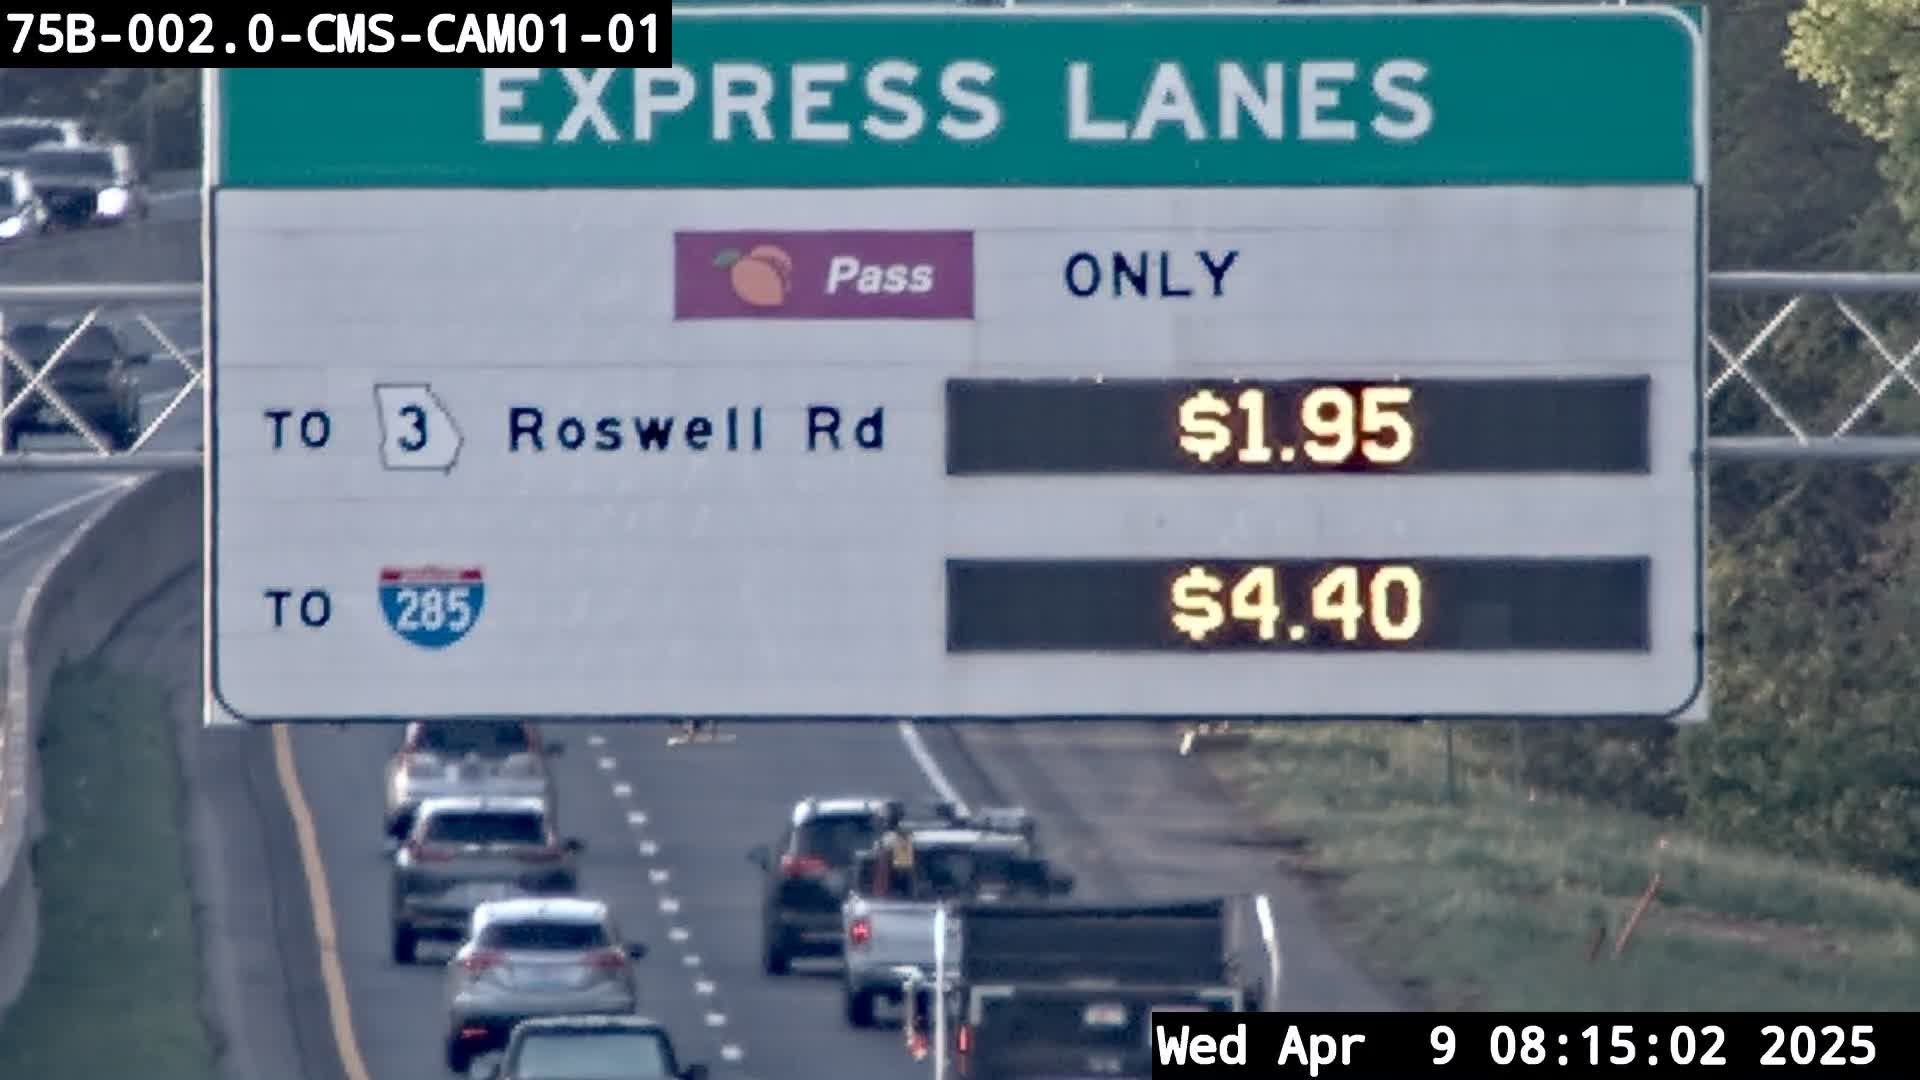 75B-002.0-CMS-CAM01-01
EXPRESS LANES
Pass ONLY
TO 3 Roswell Rd $1.95
TO 285 $4.40
Wed Apr 9 08:15:02 2025